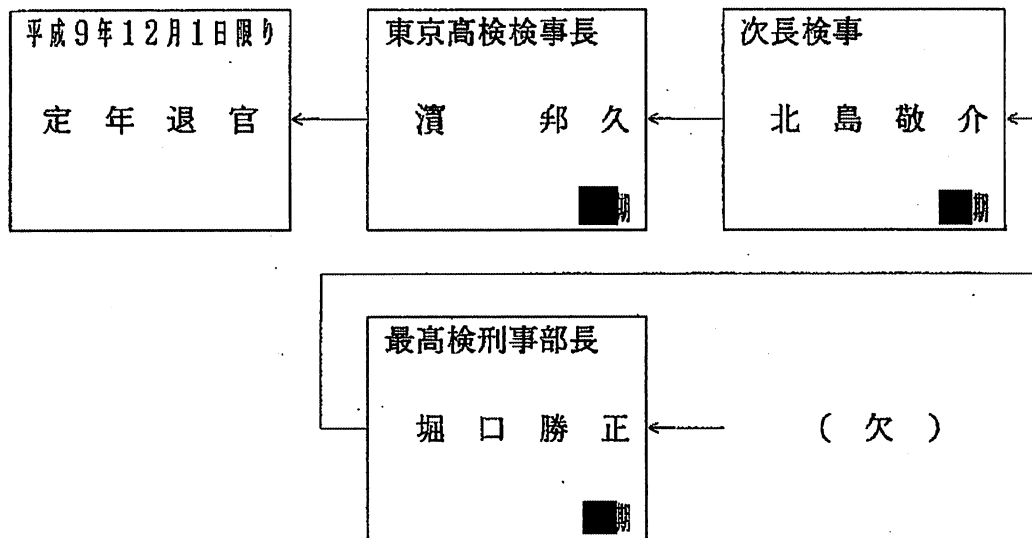 平成9年12月1日限り
定年退官
東京高検検事長
濱 邦久
期
次長検事
北島敬介
期
最高検刑事部長
堀口勝正
期
(欠)